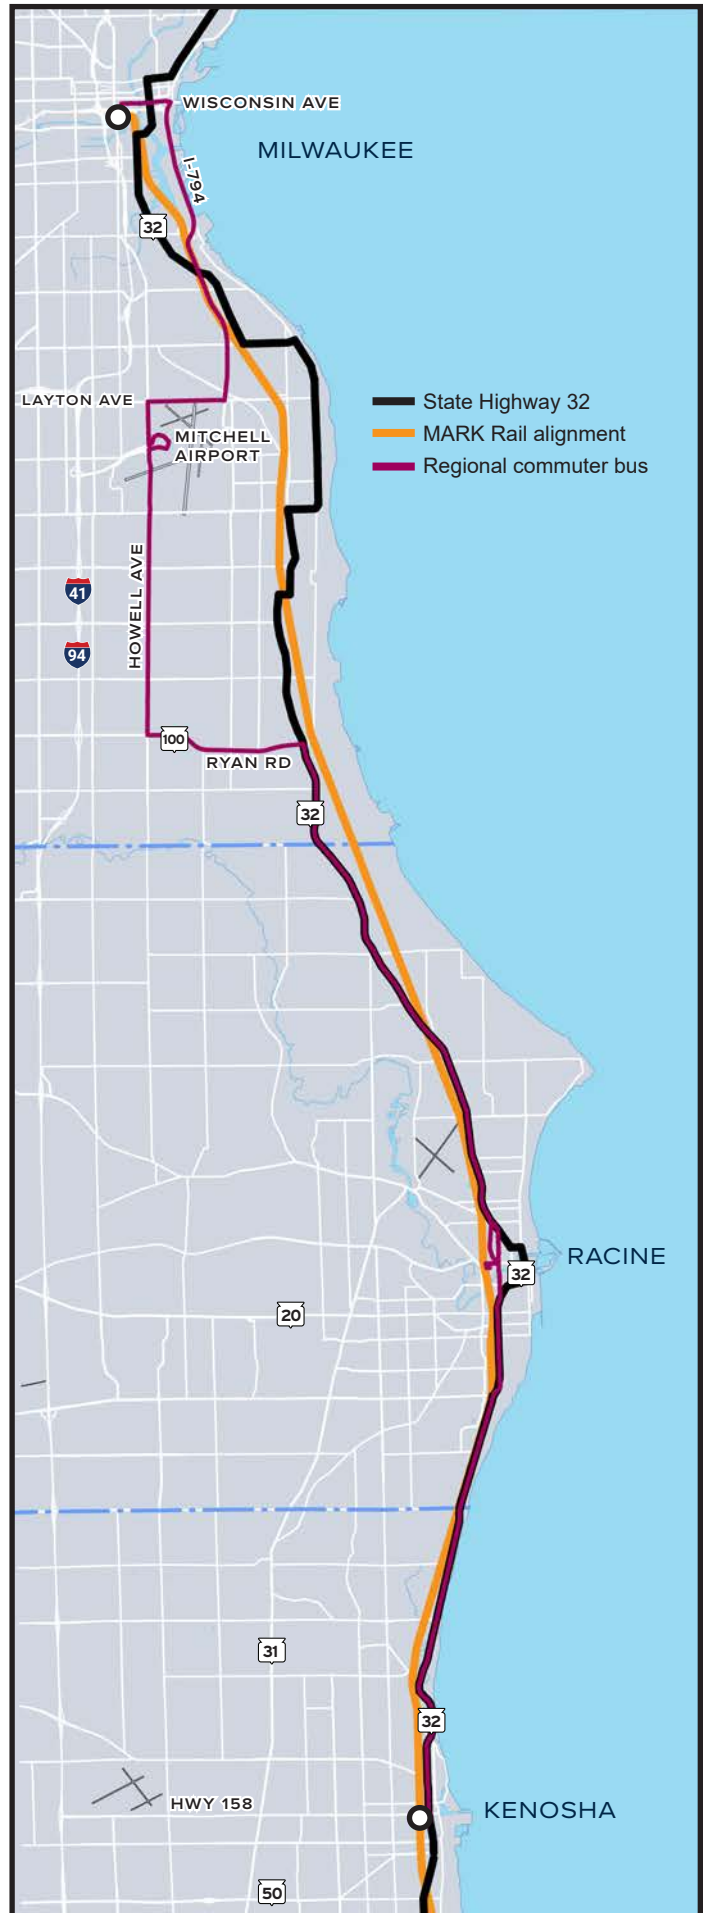 WISCONSIN AVE
MILWAUKEE
I-794
32
LAYTON AVE
State Highway 32
MARK Rail alignment
Regional commuter bus
MITCHELL
AIRPORT
HOWELL AVE
41
94
100
RYAN RD
32
RACINE
32
20
31
32
HWY 158
KENOSHA
50